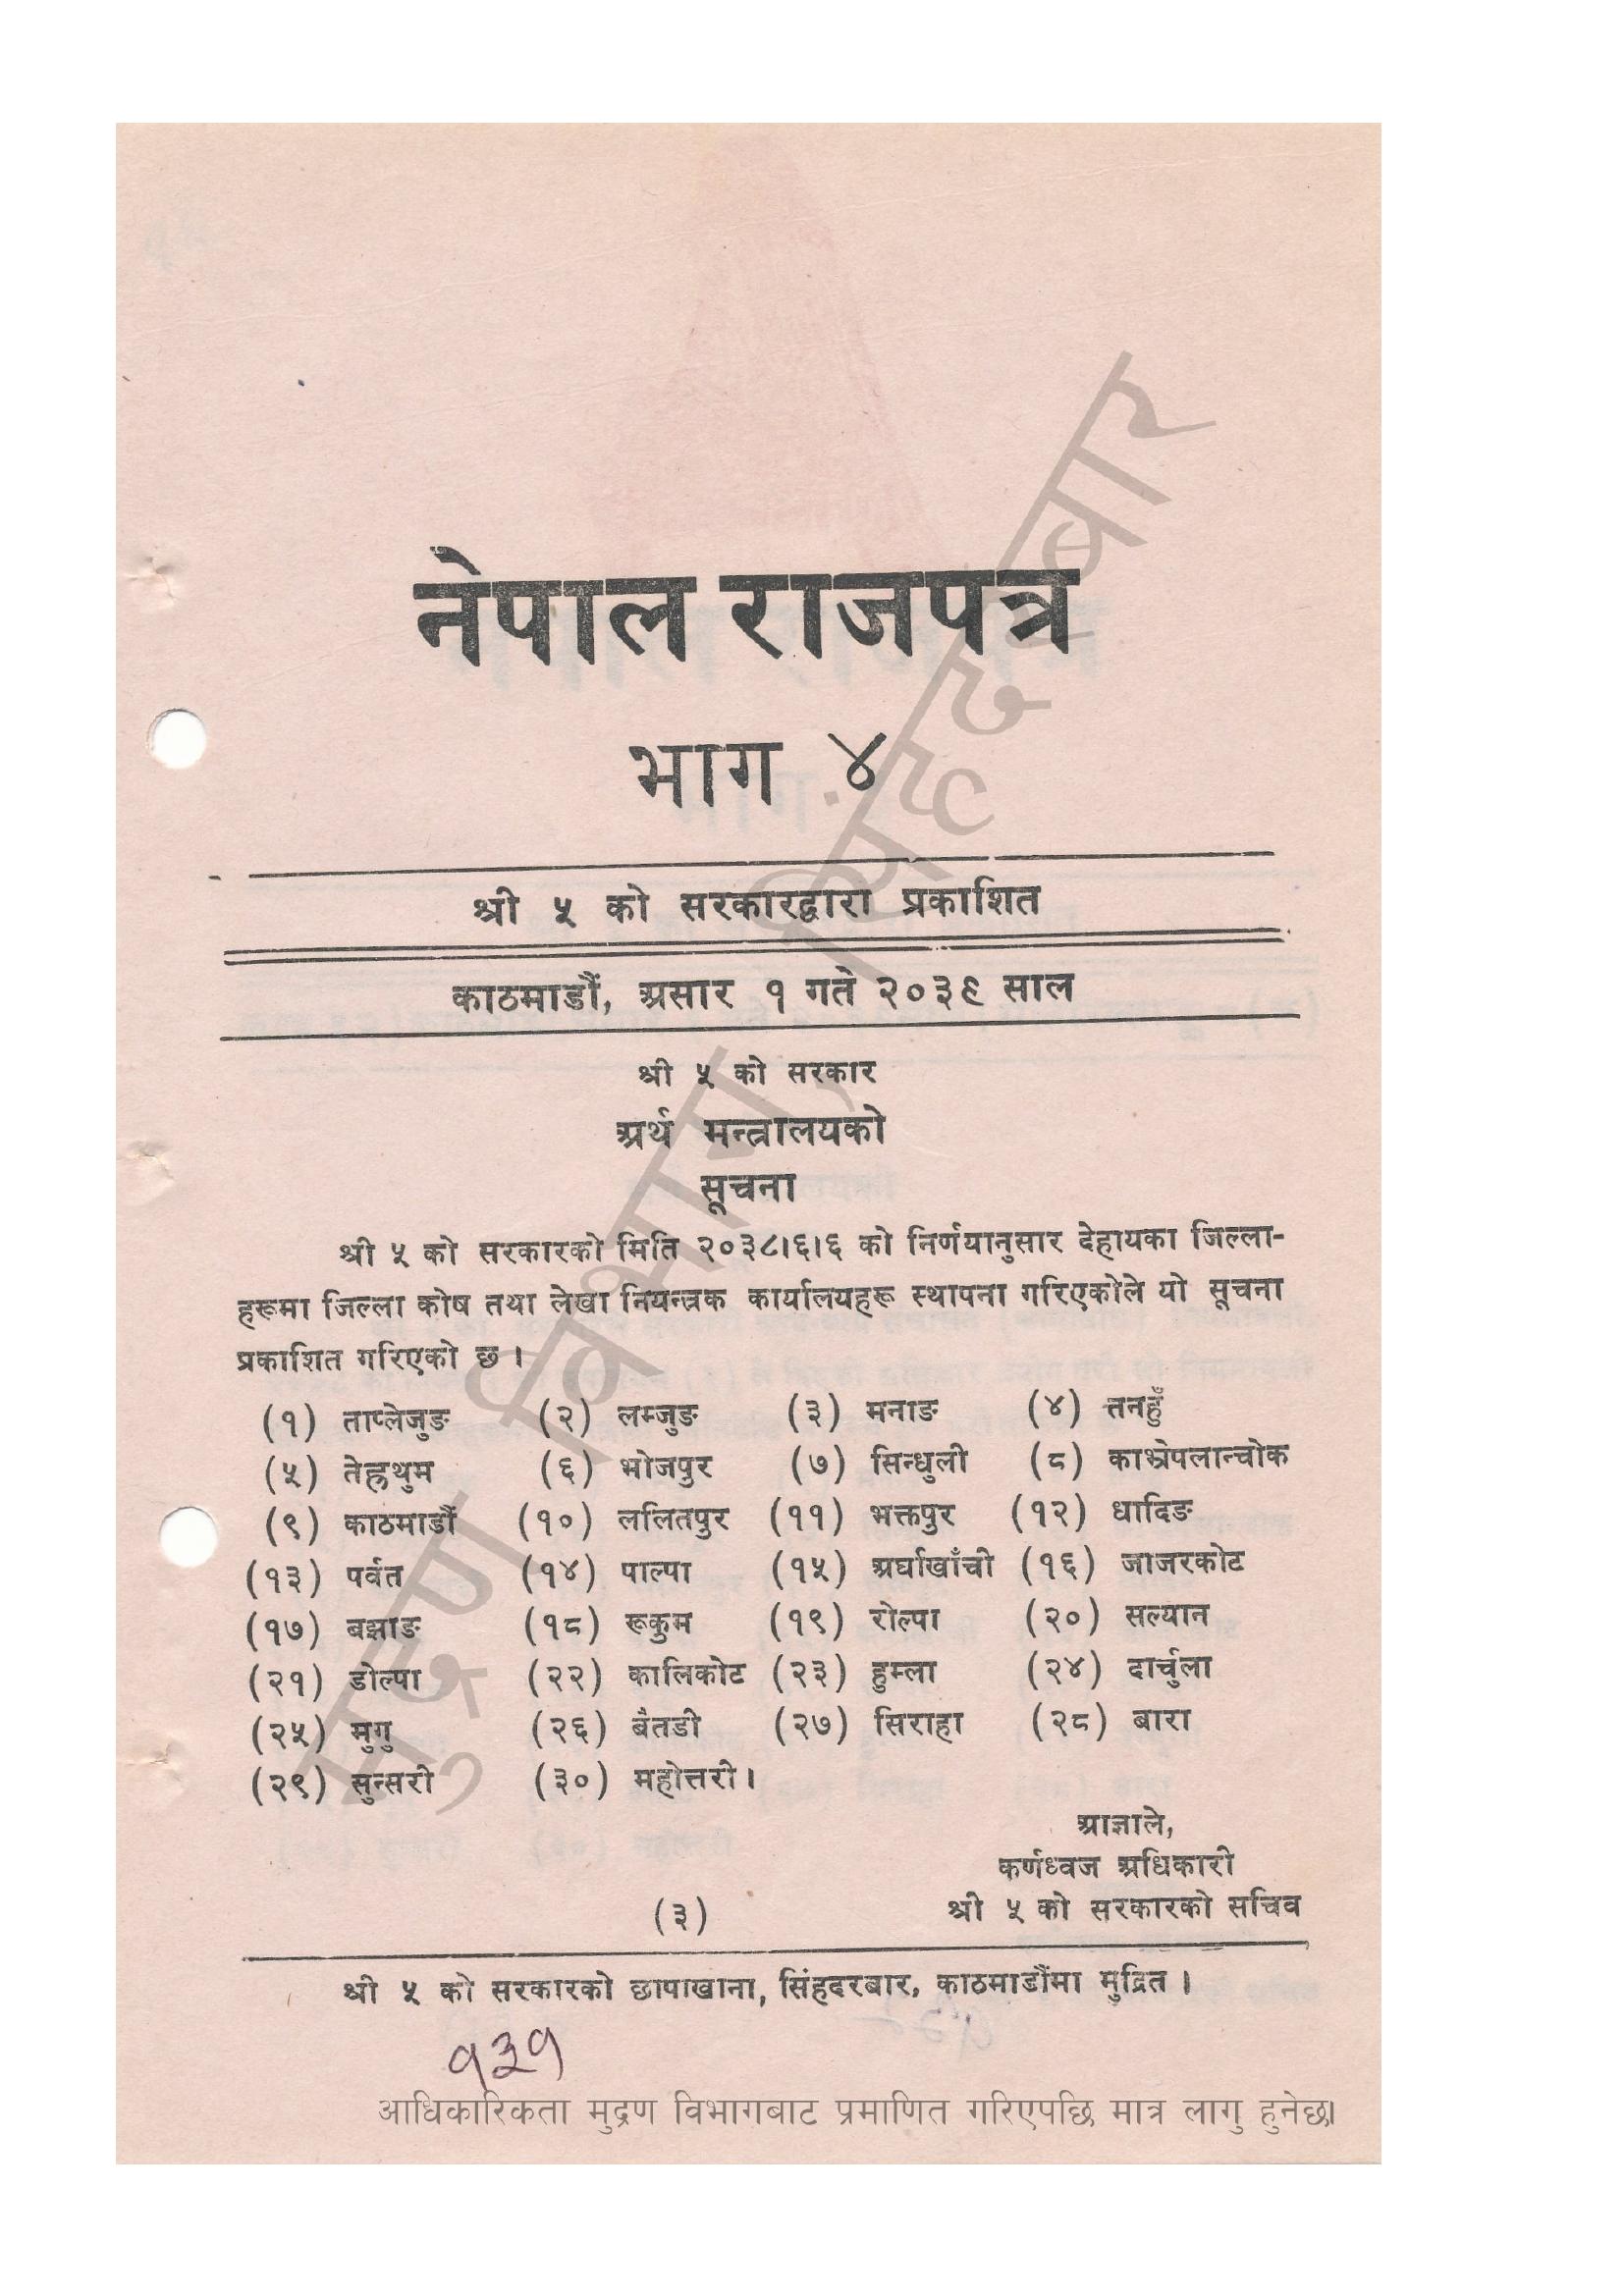 नेपाल राजपत्र
भाग ४
श्री ५ को सरकारद्वारा प्रकाशित
काठमाडौं, असार १ गते २०३९ साल
श्री ५ को सरकार
अर्थ मन्त्रालयको
सूचना
श्री ५ को सरकारको मिति २०३८।६।६ को निर्णयानुसार देहायका जिल्ला-
हरूमा जिल्ला कोष तथा लेखा नियन्त्रक कार्यालयहरू स्थापना गरिएकोले यो सूचना
प्रकाशित गरिएको छ ।
(१) ताप्लेजुङ (२) लम्जुङ (३) मनाङ (४) तनहुँ
(५) तेह्रथुम (६) भोजपुर (७) सिन्धुली (८) काभ्रेपलान्चोक
(९) काठमाडौं (१०) ललितपुर (११) भक्तपुर (१२) धादिङ
(१३) पर्वत (१४) पाल्पा (१५) अर्घाखाँची (१६) जाजरकोट
(१७) बझाङ (१८) रूकुम (१९) रोल्पा (२०) सल्यान
(२१) डोल्पा (२२) कालिकोट (२३) हुम्ला (२४) दार्चुला
(२५) मुगु (२६) बैतडी (२७) सिराहा (२८) बारा
(२९) सुन्सरी (३०) महोत्तरी ।
आज्ञाले,
कर्णध्वज अधिकारी
श्री ५ को सरकारको सचिव
(३)
श्री ५ को सरकारको छापाखाना, सिंहदरबार, काठमाडौंमा मुद्रित ।
१३१
आधिकारिकता मुद्रण विभागबाट प्रमाणित गरिएपछि मात्र लागु हुनेछ।
मुद्रण विभाग, सिंहदरबार